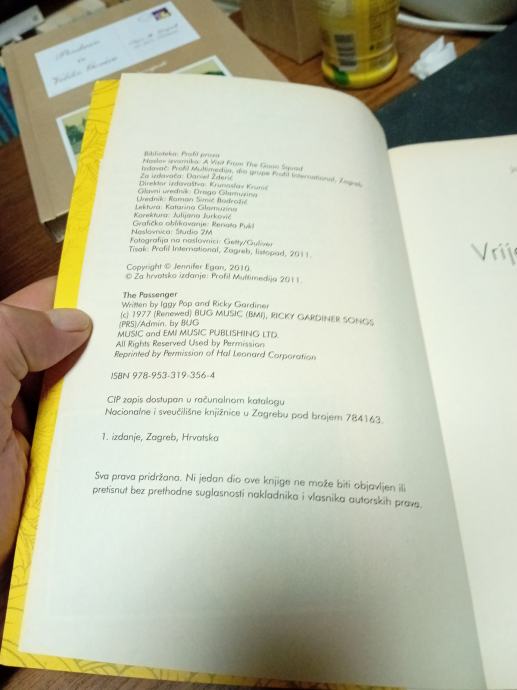 Biblioteka: Profil proza
Naslov izvornika: A Visit From The Goon Squad
Izdavač: Profil Multimedija, dio grupe Profil International, Zagreb
Za izdavača: Daniel Žderić
Direktor izdavaštva: Krunoslav Krunić
Glavni urednik: Drago Glamuzina
Urednik: Roman Simić Bodrožić
Lektura: Katarina Glamuzina
Korektura: Julijana Jurković
Grafičko oblikovanje: Renata Pukl
Naslovnica: Studio 2M
Fotografija na naslovnici: Getty/Guliver
Tisak: Profil International, Zagreb, listopad, 2011.
Copyright © Jennifer Egan, 2010.
© Za hrvatsko izdanje: Profil Multimedija 2011.
The Passenger
Written by Iggy Pop and Ricky Gardiner
(c) 1977 (Renewed) BUG MUSIC (BMI), RICKY GARDINER SONGS
(PRS)/Admin. by BUG
MUSIC and EMI MUSIC PUBLISHING LTD.
All Rights Reserved Used by Permission
Reprinted by Permission of Hal Leonard Corporation
ISBN 978-953-319-356-4
CIP zapis dostupan u računalnom katalogu
Nacionalne i sveučilišne knjižnice u Zagrebu pod brojem 784163.
1. izdanje, Zagreb, Hrvatska
Sva prava pridržana. Ni jedan dio ove knjige ne može biti objavljen ili
pretisnut bez prethodne suglasnosti nakladnika i vlasnika autorskih prava.
Vrije